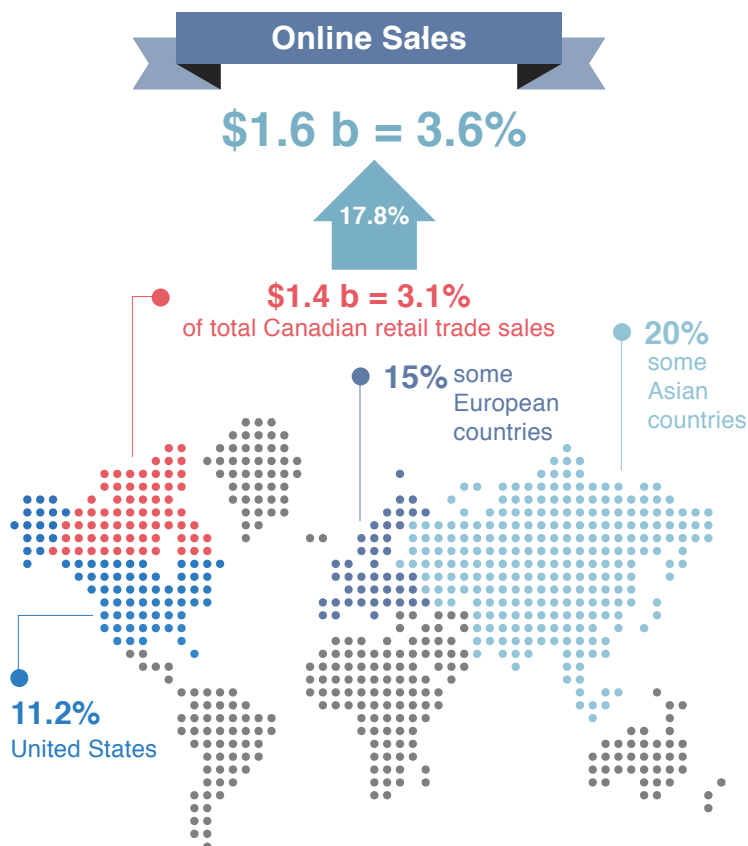 Online Sales
$1.6 b = 3.6%
17.8%
$1.4 b = 3.1%
of total Canadian retail trade sales
20%
some
Asian
countries
15% some
European
countries
11.2%
United States